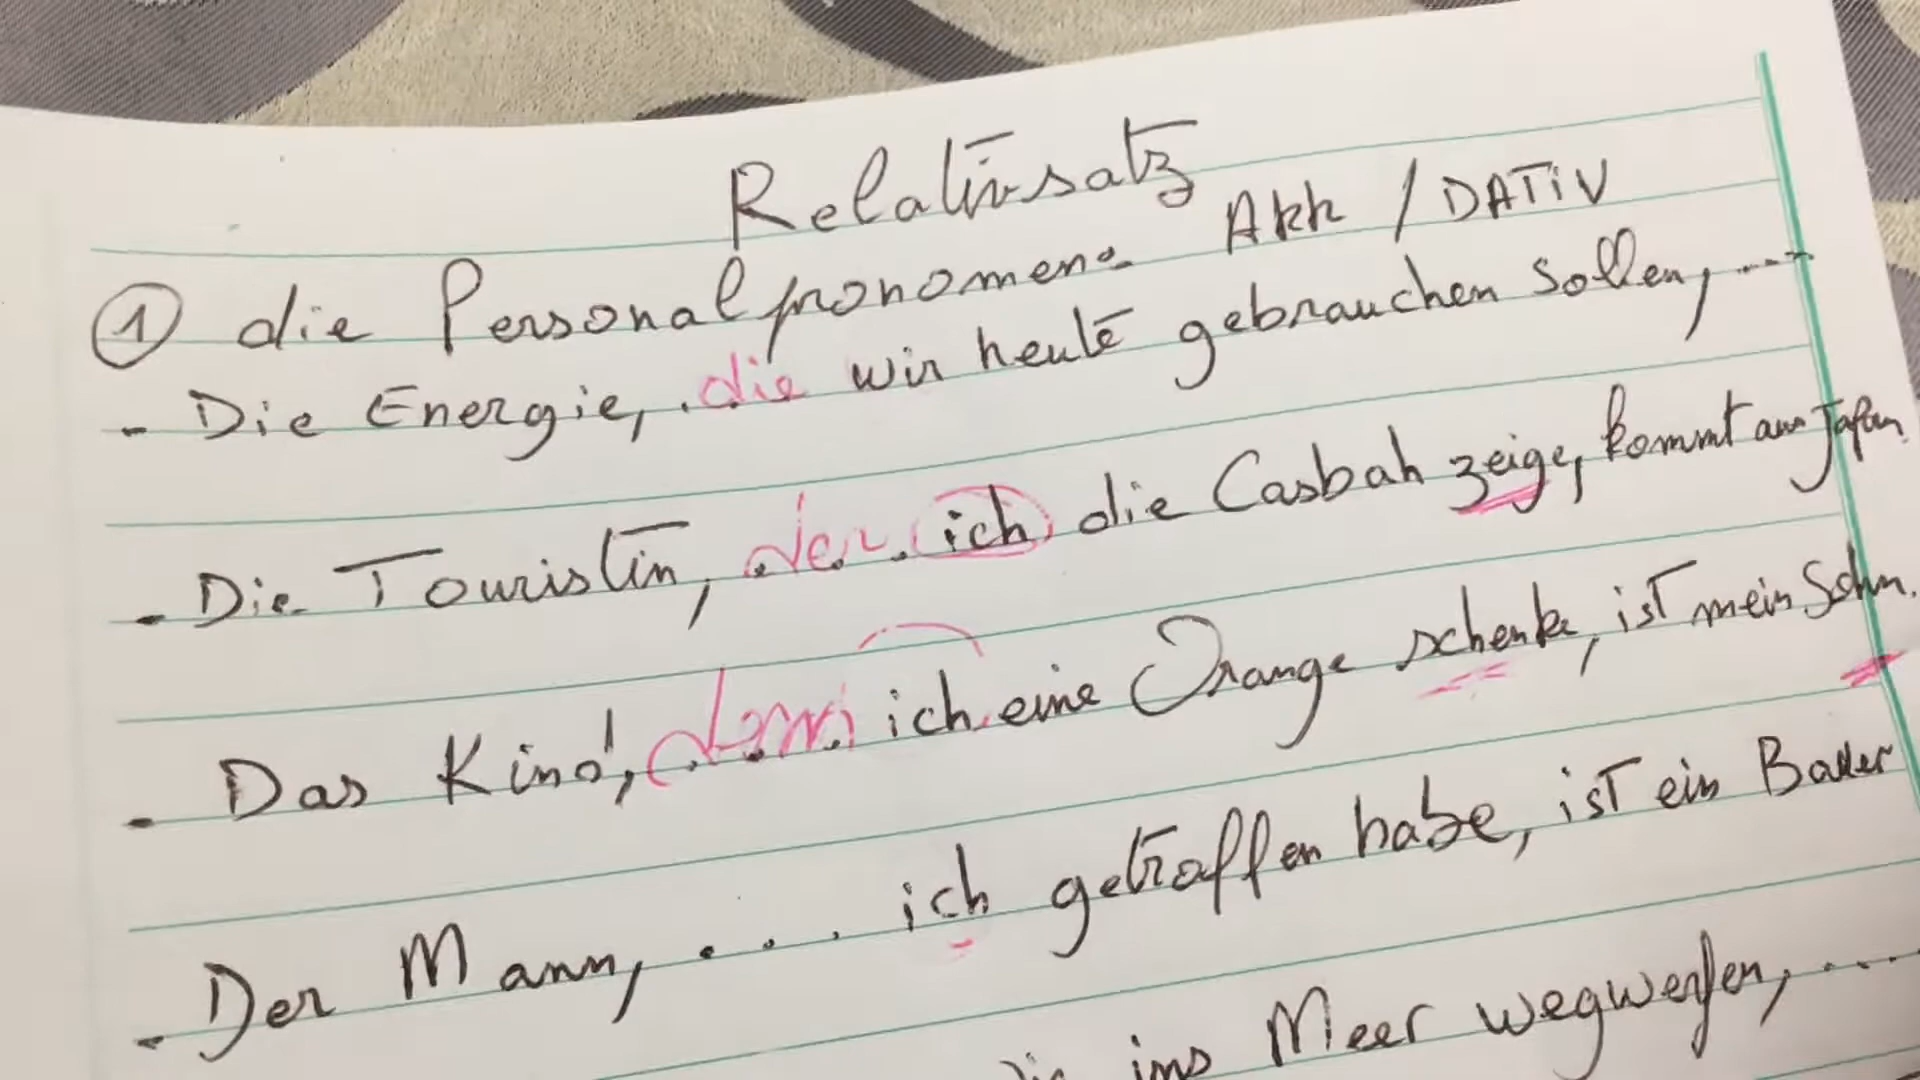 Relativsatz
① die Personalpronomen. Akk / DATiV
- Die Energie, die wir heute gebrauchen sollen, ....
- Die Touristin, der ich die Casbah zeige, kommt aus Japan.
- Das Kind, dem ich eine Orange schenke, ist mein Sohn.
- Der Mann, .... ich getroffen habe, ist ein Bauer
ins Meer wegwerfen, ....